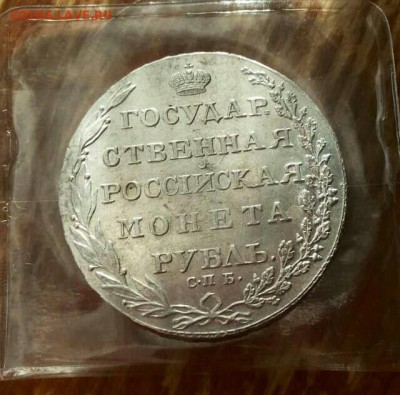 ГОСУДАР
СТВЕННАЯ
РОССІЙСКАЯ
МОНЕТА
РУБЛЬ.
С.П.Б.